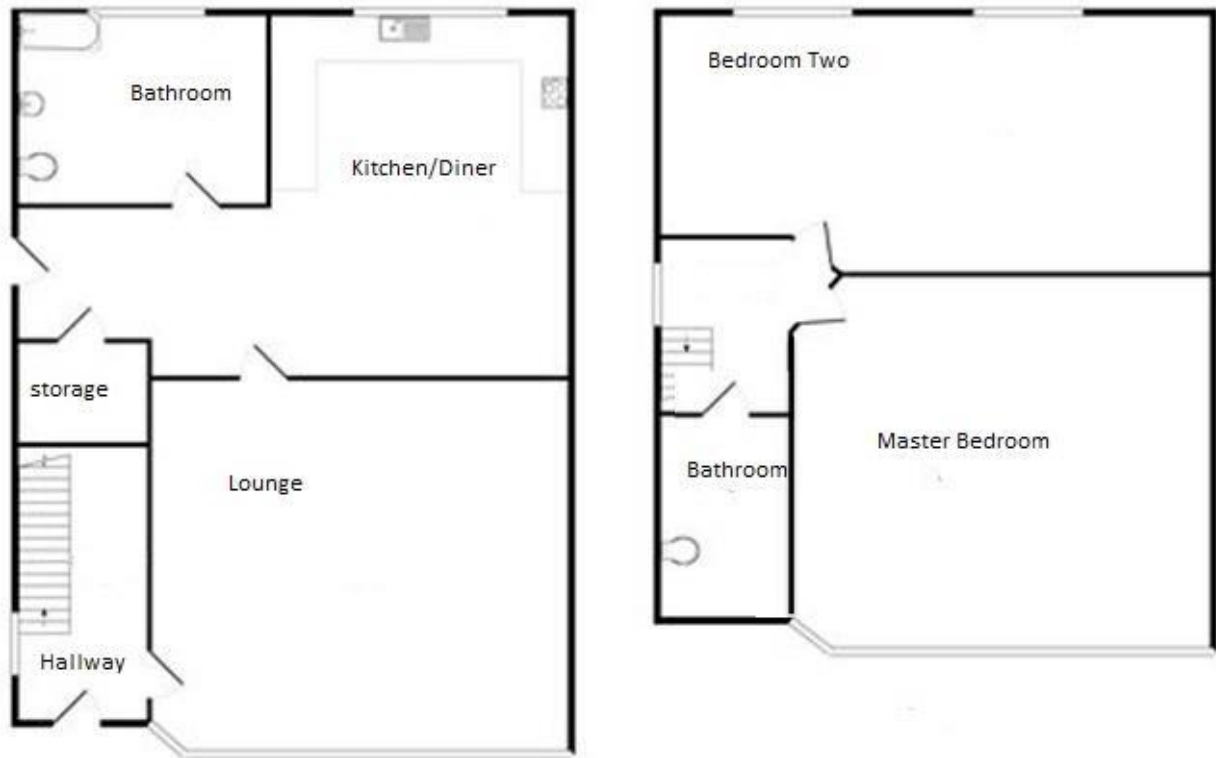 Bathroom
Kitchen/Diner
storage
Lounge
Hallway
Bedroom Two
Master Bedroom
Bathroom